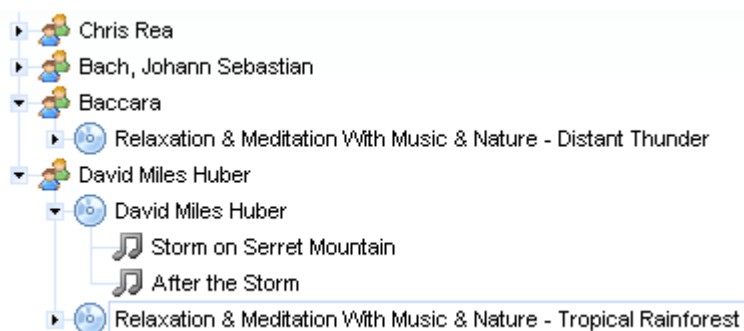 Chris Rea
Bach, Johann Sebastian
Baccara
Relaxation & Meditation With Music & Nature - Distant Thunder
David Miles Huber
David Miles Huber
Storm on Serret Mountain
After the Storm
Relaxation & Meditation With Music & Nature - Tropical Rainforest